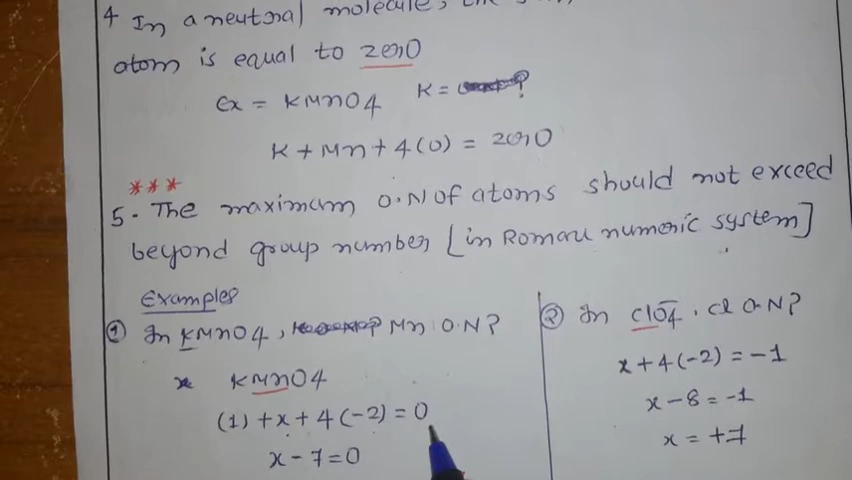 4 In a neutral molecule, the
atom is equal to zero
Ex = KMnO4 K = ?
K + Mn + 4(0) = zero
***
5. The maximum O.N of atoms should not exceed
beyond group number [in Roman numeric system]
Examples
① In KMnO4, Mn O.N?
x KMnO4
(1) + x + 4(-2) = 0
x - 7 = 0
② In ClO4⁻, Cl O.N?
x + 4(-2) = -1
x - 8 = -1
x = +7